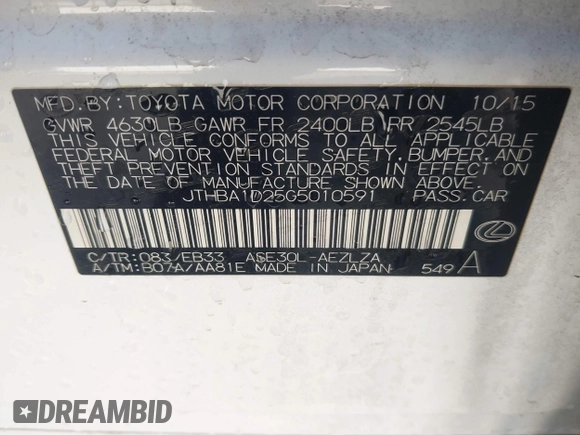 MFD.BY:TOYOTA MOTOR CORPORATION 10/15
GVWR 4630LB GAWR FR 2400LB RR 2545LB
THIS VEHICLE CONFORMS TO ALL APPLICABLE
FEDERAL MOTOR VEHICLE SAFETY, BUMPER, AND
THEFT PREVENTION STANDARDS IN EFFECT ON
THE DATE OF MANUFACTURE SHOWN ABOVE.
JTHBA1D25G5010591 PASS.CAR
C/TR:083/EB33 ASE30L-AEZLZA
A/TM:B07A/AA81E MADE IN JAPAN 549 A
DREAMBID